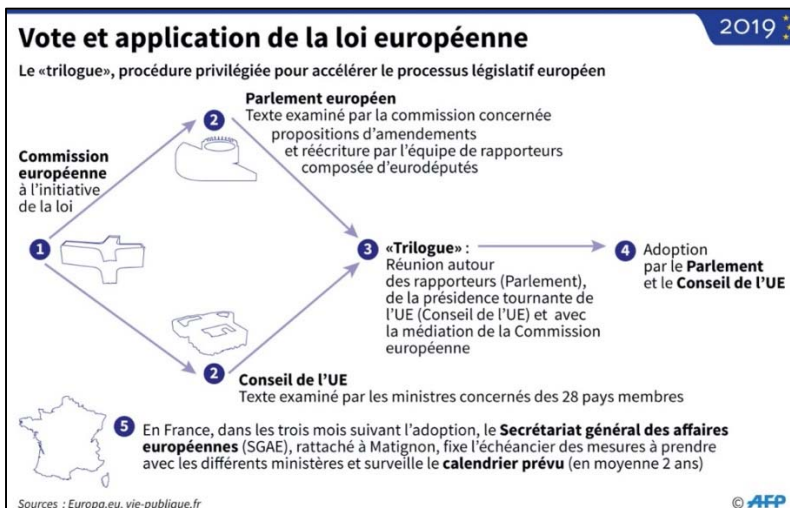 Vote et application de la loi européenne
2019
Le «trilogue», procédure privilégiée pour accélérer le processus législatif européen
Commission
européenne
à l'initiative
de la loi
1
2
Parlement européen
Texte examiné par la commission concernée
propositions d'amendements
et réécriture par l'équipe de rapporteurs
composée d'eurodéputés
2
Conseil de l'UE
Texte examiné par les ministres concernés des 28 pays membres
3
«Trilogue» :
Réunion autour
des rapporteurs (Parlement),
de la présidence tournante de
l'UE (Conseil de l'UE) et avec
la médiation de la Commission
européenne
4
Adoption
par le Parlement
et le Conseil de l'UE
5
En France, dans les trois mois suivant l'adoption, le Secrétariat général des affaires
européennes (SGAE), rattaché à Matignon, fixe l'échéancier des mesures à prendre
avec les différents ministères et surveille le calendrier prévu (en moyenne 2 ans)
Sources : Europa.eu, vie-publique.fr
© AFP